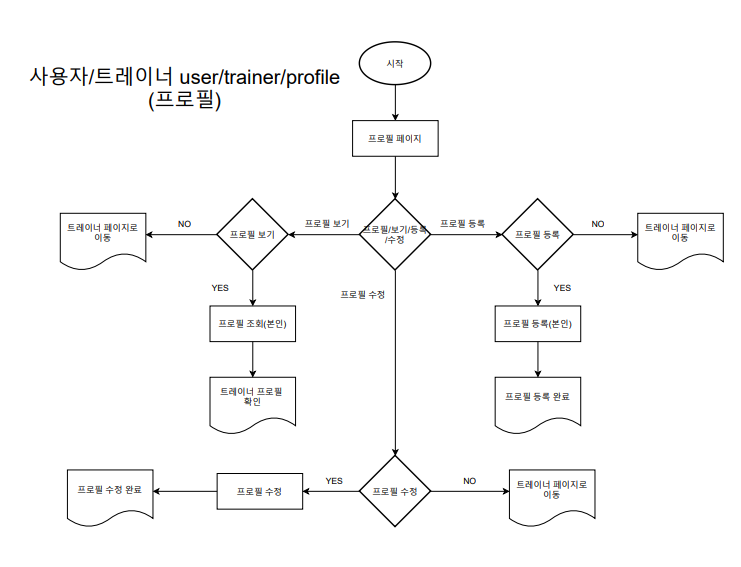 시작
사용자/트레이너 user/trainer/profile
(프로필)
프로필 페이지
트레이너 페이지로
이동
NO
프로필 보기
프로필 보기
프로필/보기/등록
/수정
프로필 등록
프로필 등록
NO
트레이너 페이지로
이동
YES
프로필 수정
YES
프로필 조회(본인)
프로필 등록(본인)
트레이너 프로필
확인
프로필 등록 완료
프로필 수정 완료
프로필 수정
YES
프로필 수정
NO
트레이너 페이지로
이동